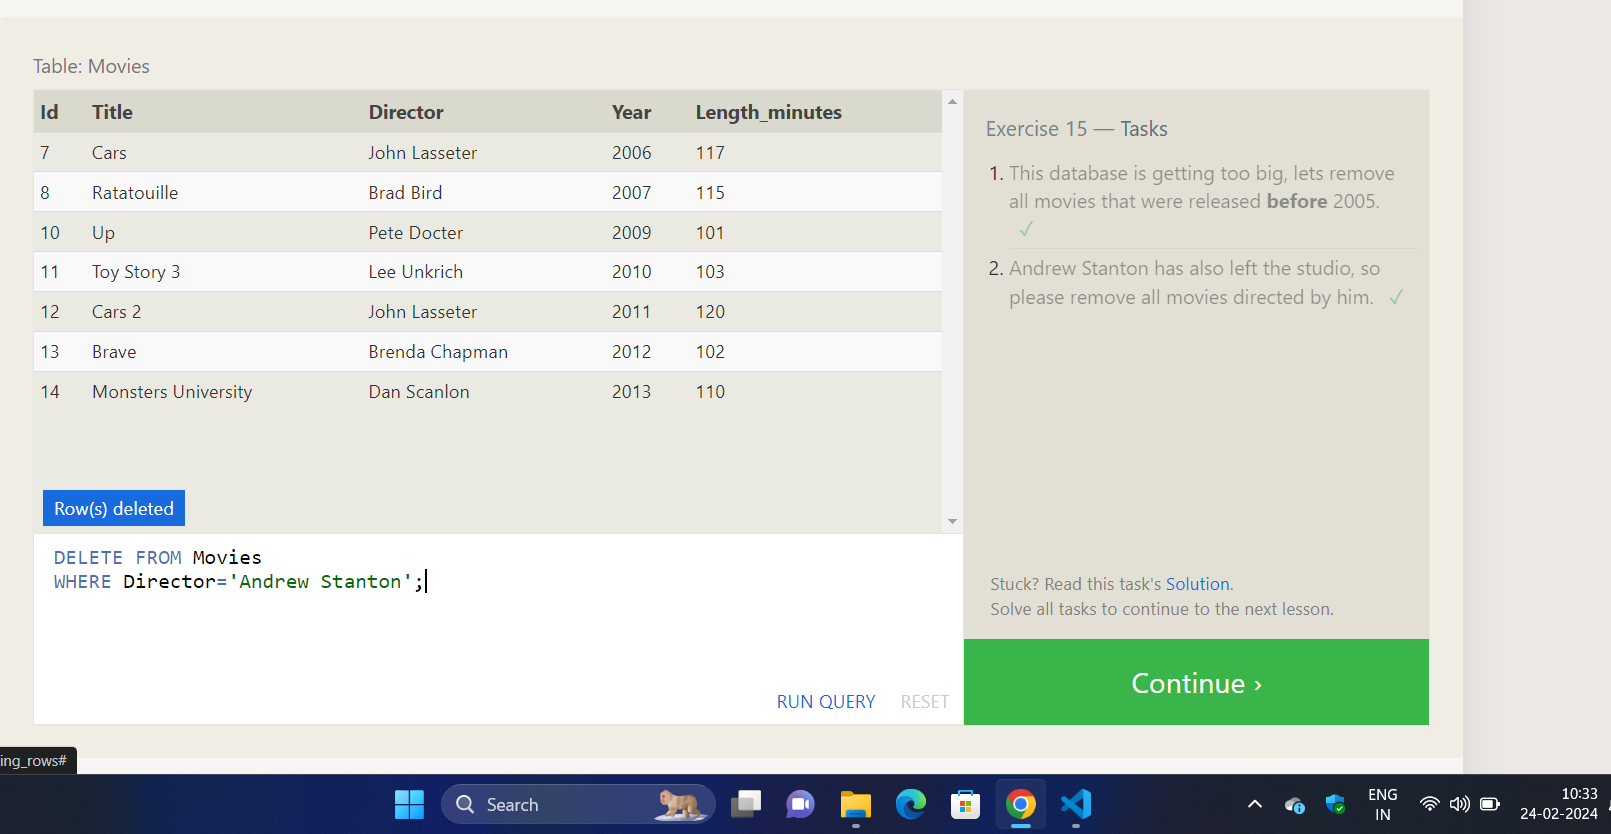 Table: Movies
Id Title Director Year Length_minutes
7 Cars John Lasseter 2006 117
8 Ratatouille Brad Bird 2007 115
10 Up Pete Docter 2009 101
11 Toy Story 3 Lee Unkrich 2010 103
12 Cars 2 John Lasseter 2011 120
13 Brave Brenda Chapman 2012 102
14 Monsters University Dan Scanlon 2013 110
Row(s) deleted
DELETE FROM Movies
WHERE Director='Andrew Stanton';
RUN QUERY RESET
Exercise 15 — Tasks
1. This database is getting too big, lets remove
all movies that were released before 2005.
✓
2. Andrew Stanton has also left the studio, so
please remove all movies directed by him. ✓
Stuck? Read this task's Solution.
Solve all tasks to continue to the next lesson.
Continue ›
ing_rows#
Search
ENG
IN
10:33
24-02-2024